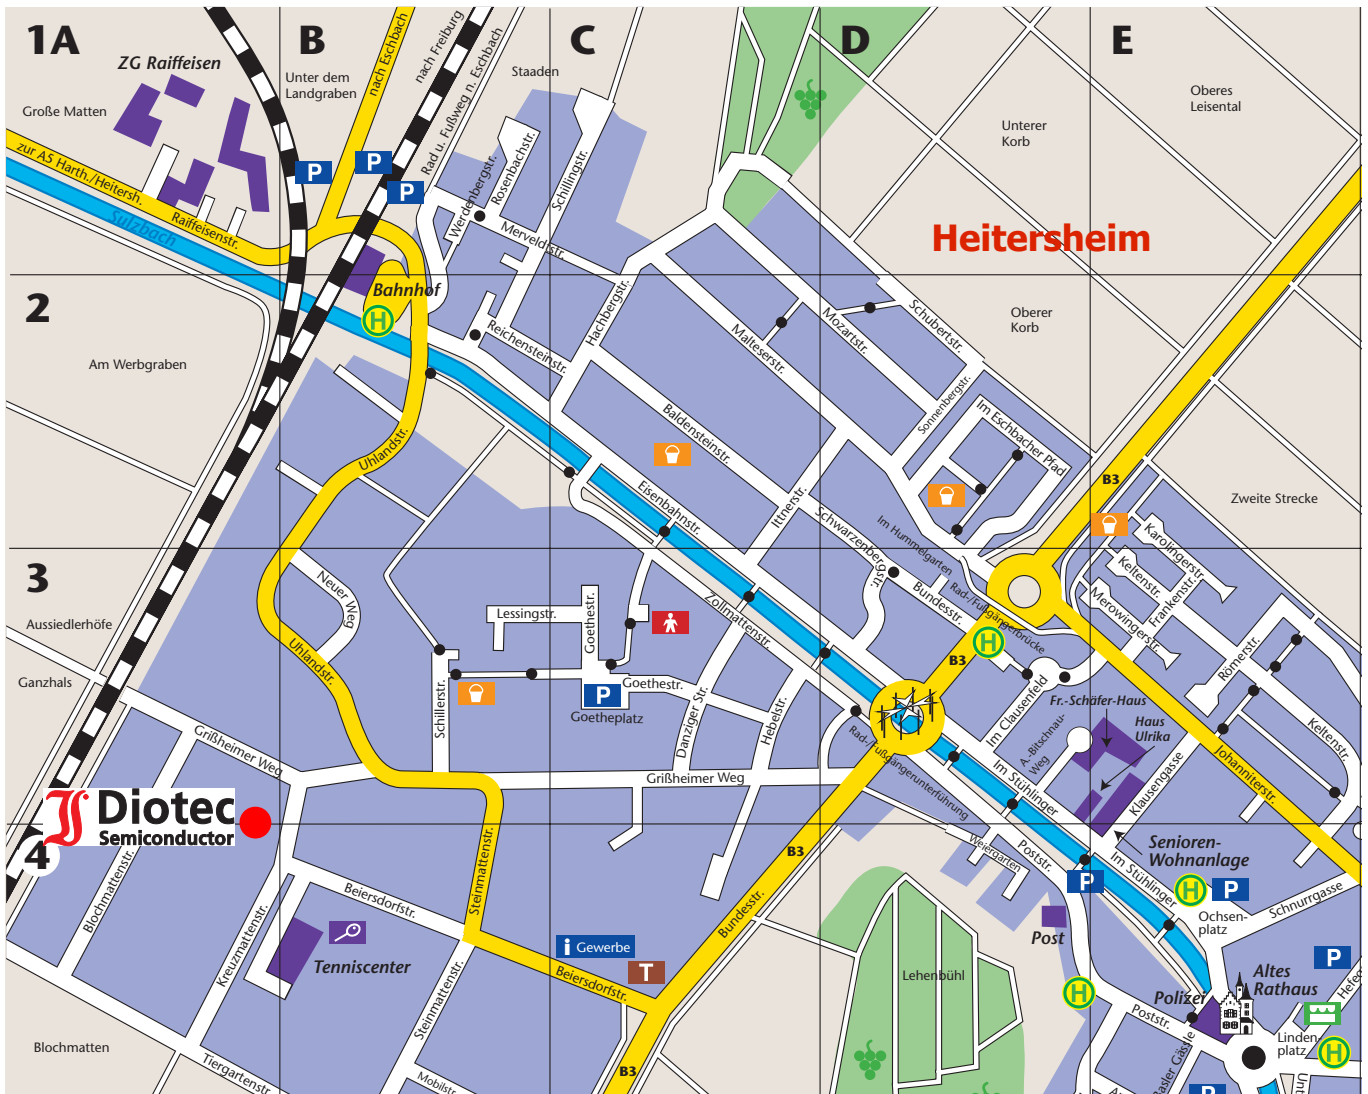 1A
B
C
D
E
2
3
4
ZG Raiffeisen
Große Matten
Unter dem
Landgraben
nach Eschbach
nach Freiburg
Rad u. Fußweg n. Eschbach
Staaden
Unterer
Korb
Oberes
Leisental
zur A5 Harth./Heitersh.
Raiffeisenstr.
Sulzbach
P
P
P
Werdenbergstr.
Rosenbachstr.
Schillingstr.
Merveldtstr.
Heitersheim
Bahnhof
H
Am Werbgraben
Reichensteinstr.
Hachbergstr.
Malteserstr.
Mozartstr.
Schubertstr.
Oberer
Korb
Sonnenbergstr.
Im Eschbacher Pfad
Baldensteinstr.
Uhlandstr.
Eisenbahnstr.
Ittnerstr.
Schwarzenbergstr.
Im Hummelgarten
B3
Zweite Strecke
Karolingerstr.
Keltenstr.
Frankenstr.
Merowingerstr.
Aussiedlerhöfe
Neuer Weg
Lessingstr.
Goethestr.
Zollmattenstr.
Bundesstr.
Rad-/Fußgängerbrücke
H
B3
Ganzhals
Uhlandstr.
Schillerstr.
Goethestr.
P
Goetheplatz
Danziger Str.
Hebelstr.
Im Clausenfeld
Römerstr.
Fr.-Schäfer-Haus
Haus
Ulrika
A.-Bitschnau-
Weg
Keltenstr.
Grißheimer Weg
Grißheimer Weg
Rad-/Fußgängerunterführung
Im Stühlinger
Klausengasse
Johanniterstr.
Diotec
Semiconductor
Senioren-
Wohnanlage
B3
Weiergarten
Poststr.
Im Stühlinger
P
H
P
Schnurrgasse
Ochsen-
platz
Blochmattenstr.
Beiersdorfstr.
Steinmattenstr.
Kreuzmattenstr.
Tenniscenter
i Gewerbe
T
Beiersdorfstr.
Bundesstr.
Post
Lehenbühl
P
Altes
Rathaus
Polizei
H
Poststr.
Steinmattenstr.
Linden-
platz
H
Blochmatten
Tiergartenstr.
Mobilstr.
B3
P